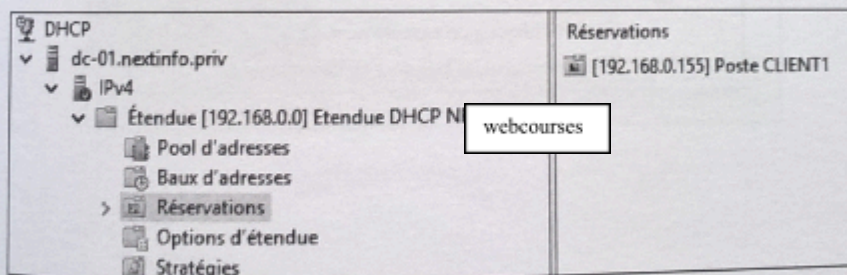 DHCP
dc-01.nextinfo.priv
IPv4
Étendue [192.168.0.0] Etendue DHCP
webcourses
Pool d'adresses
Baux d'adresses
Réservations
Options d'étendue
Stratégies
Réservations
[192.168.0.155] Poste CLIENT1